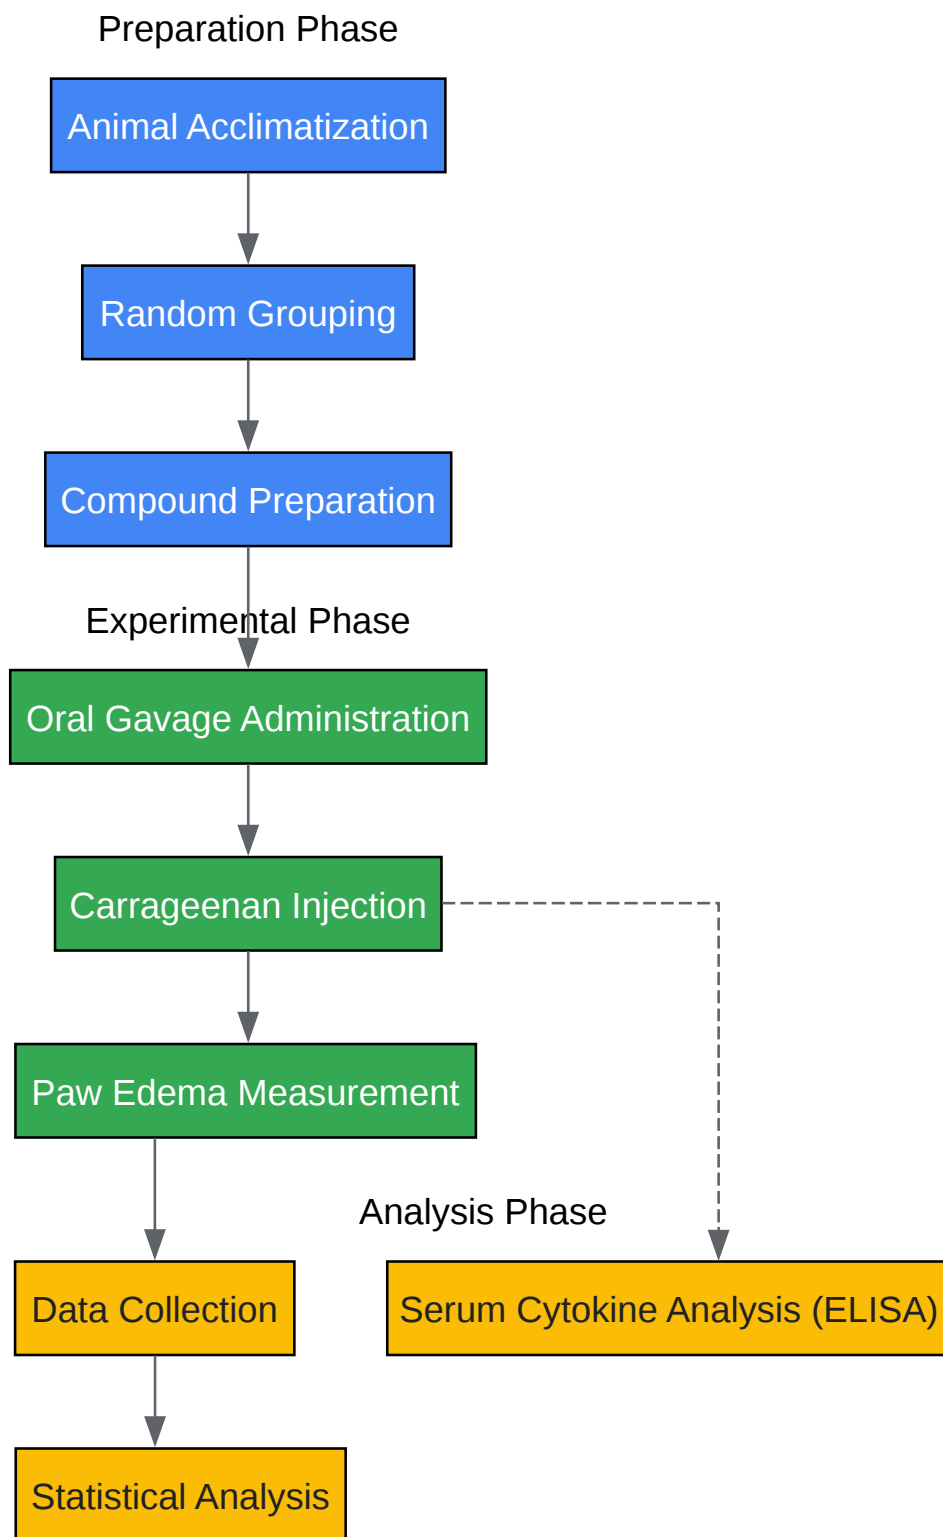 Preparation Phase
Animal Acclimatization
Random Grouping
Compound Preparation
Experimental Phase
Oral Gavage Administration
Carrageenan Injection
Paw Edema Measurement
Analysis Phase
Data Collection
Serum Cytokine Analysis (ELISA)
Statistical Analysis